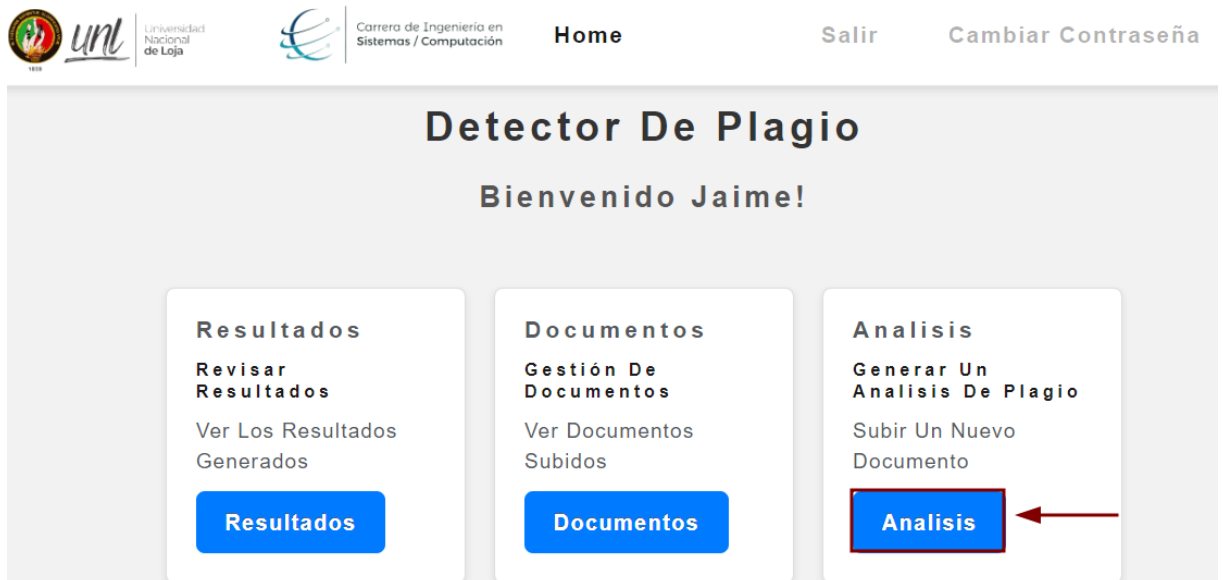 unl
Universidad
Nacional
de Loja
1859
Carrera de Ingeniería en
Sistemas / Computación
Home
Salir
Cambiar Contraseña
Detector De Plagio
Bienvenido Jaime!
Resultados
Revisar
Resultados
Ver Los Resultados
Generados
Resultados
Documentos
Gestión De
Documentos
Ver Documentos
Subidos
Documentos
Analisis
Generar Un
Analisis De Plagio
Subir Un Nuevo
Documento
Analisis